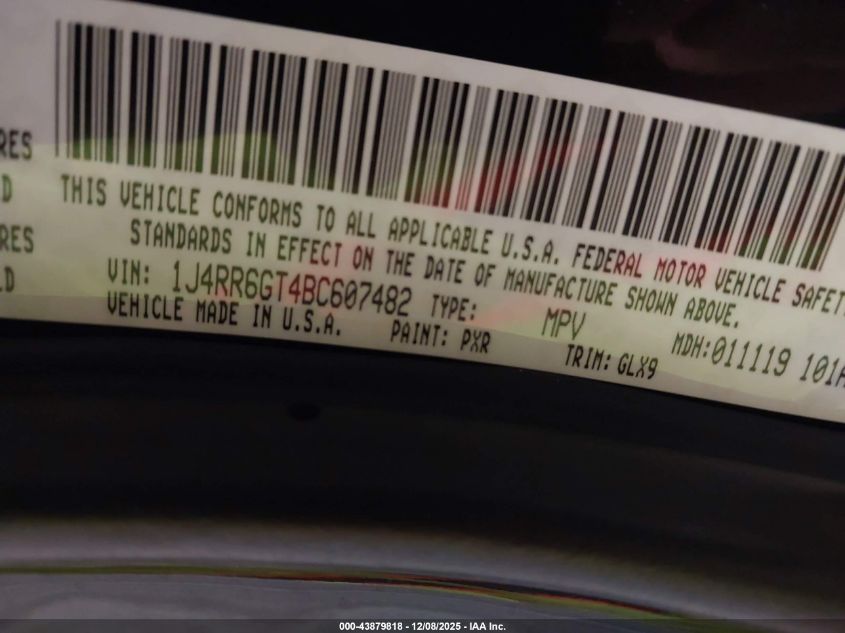 RES
D
RES
LD
THIS VEHICLE CONFORMS TO ALL APPLICABLE U.S.A. FEDERAL MOTOR VEHICLE SAFET
STANDARDS IN EFFECT ON THE DATE OF MANUFACTURE SHOWN ABOVE.
VIN: 1J4RR6GT4BC607482 TYPE: MPV MDH:011119 101A
VEHICLE MADE IN U.S.A. PAINT: PXR TRIM: GLX9
000-43879818 - 12/08/2025 - IAA Inc.